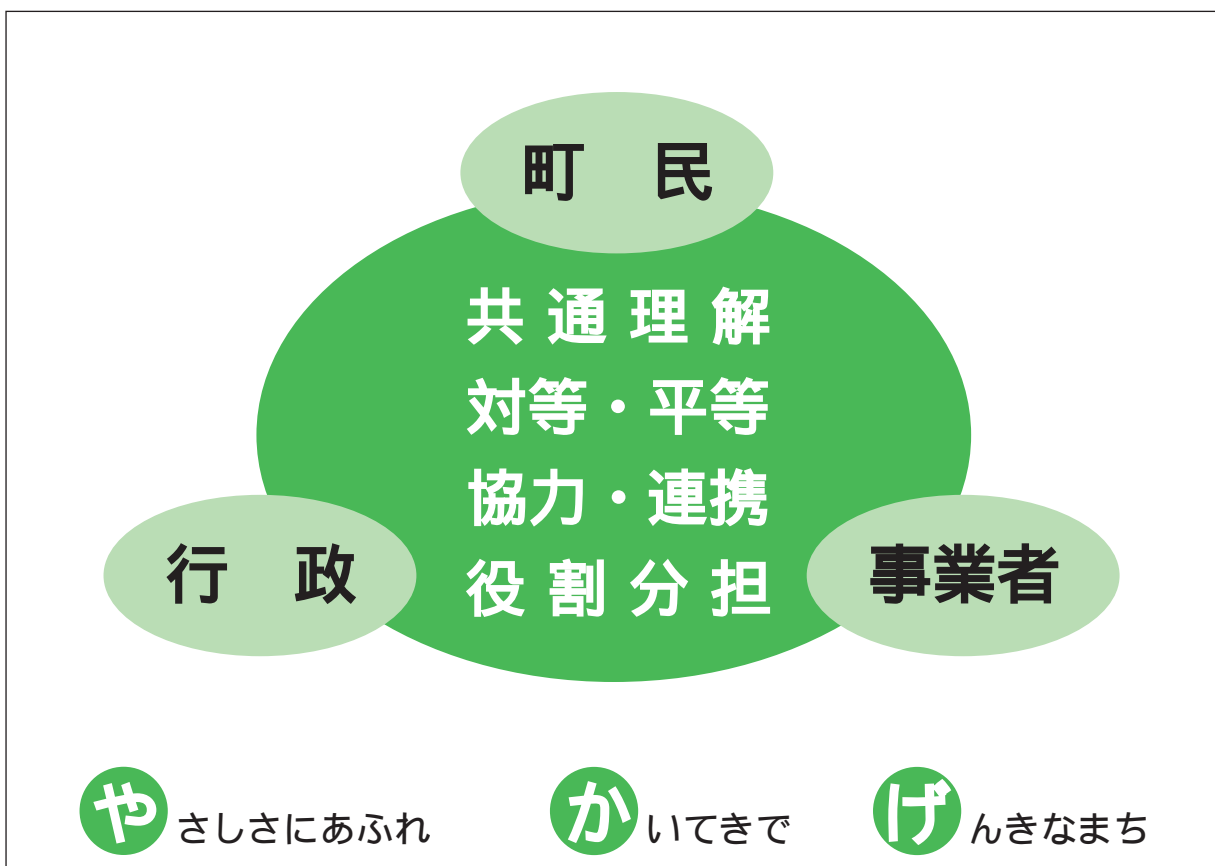 町 民
共通理解
対等・平等
協力・連携
行 政
事業者
役割分担
やさしさにあふれ かいてきで げんきなまち